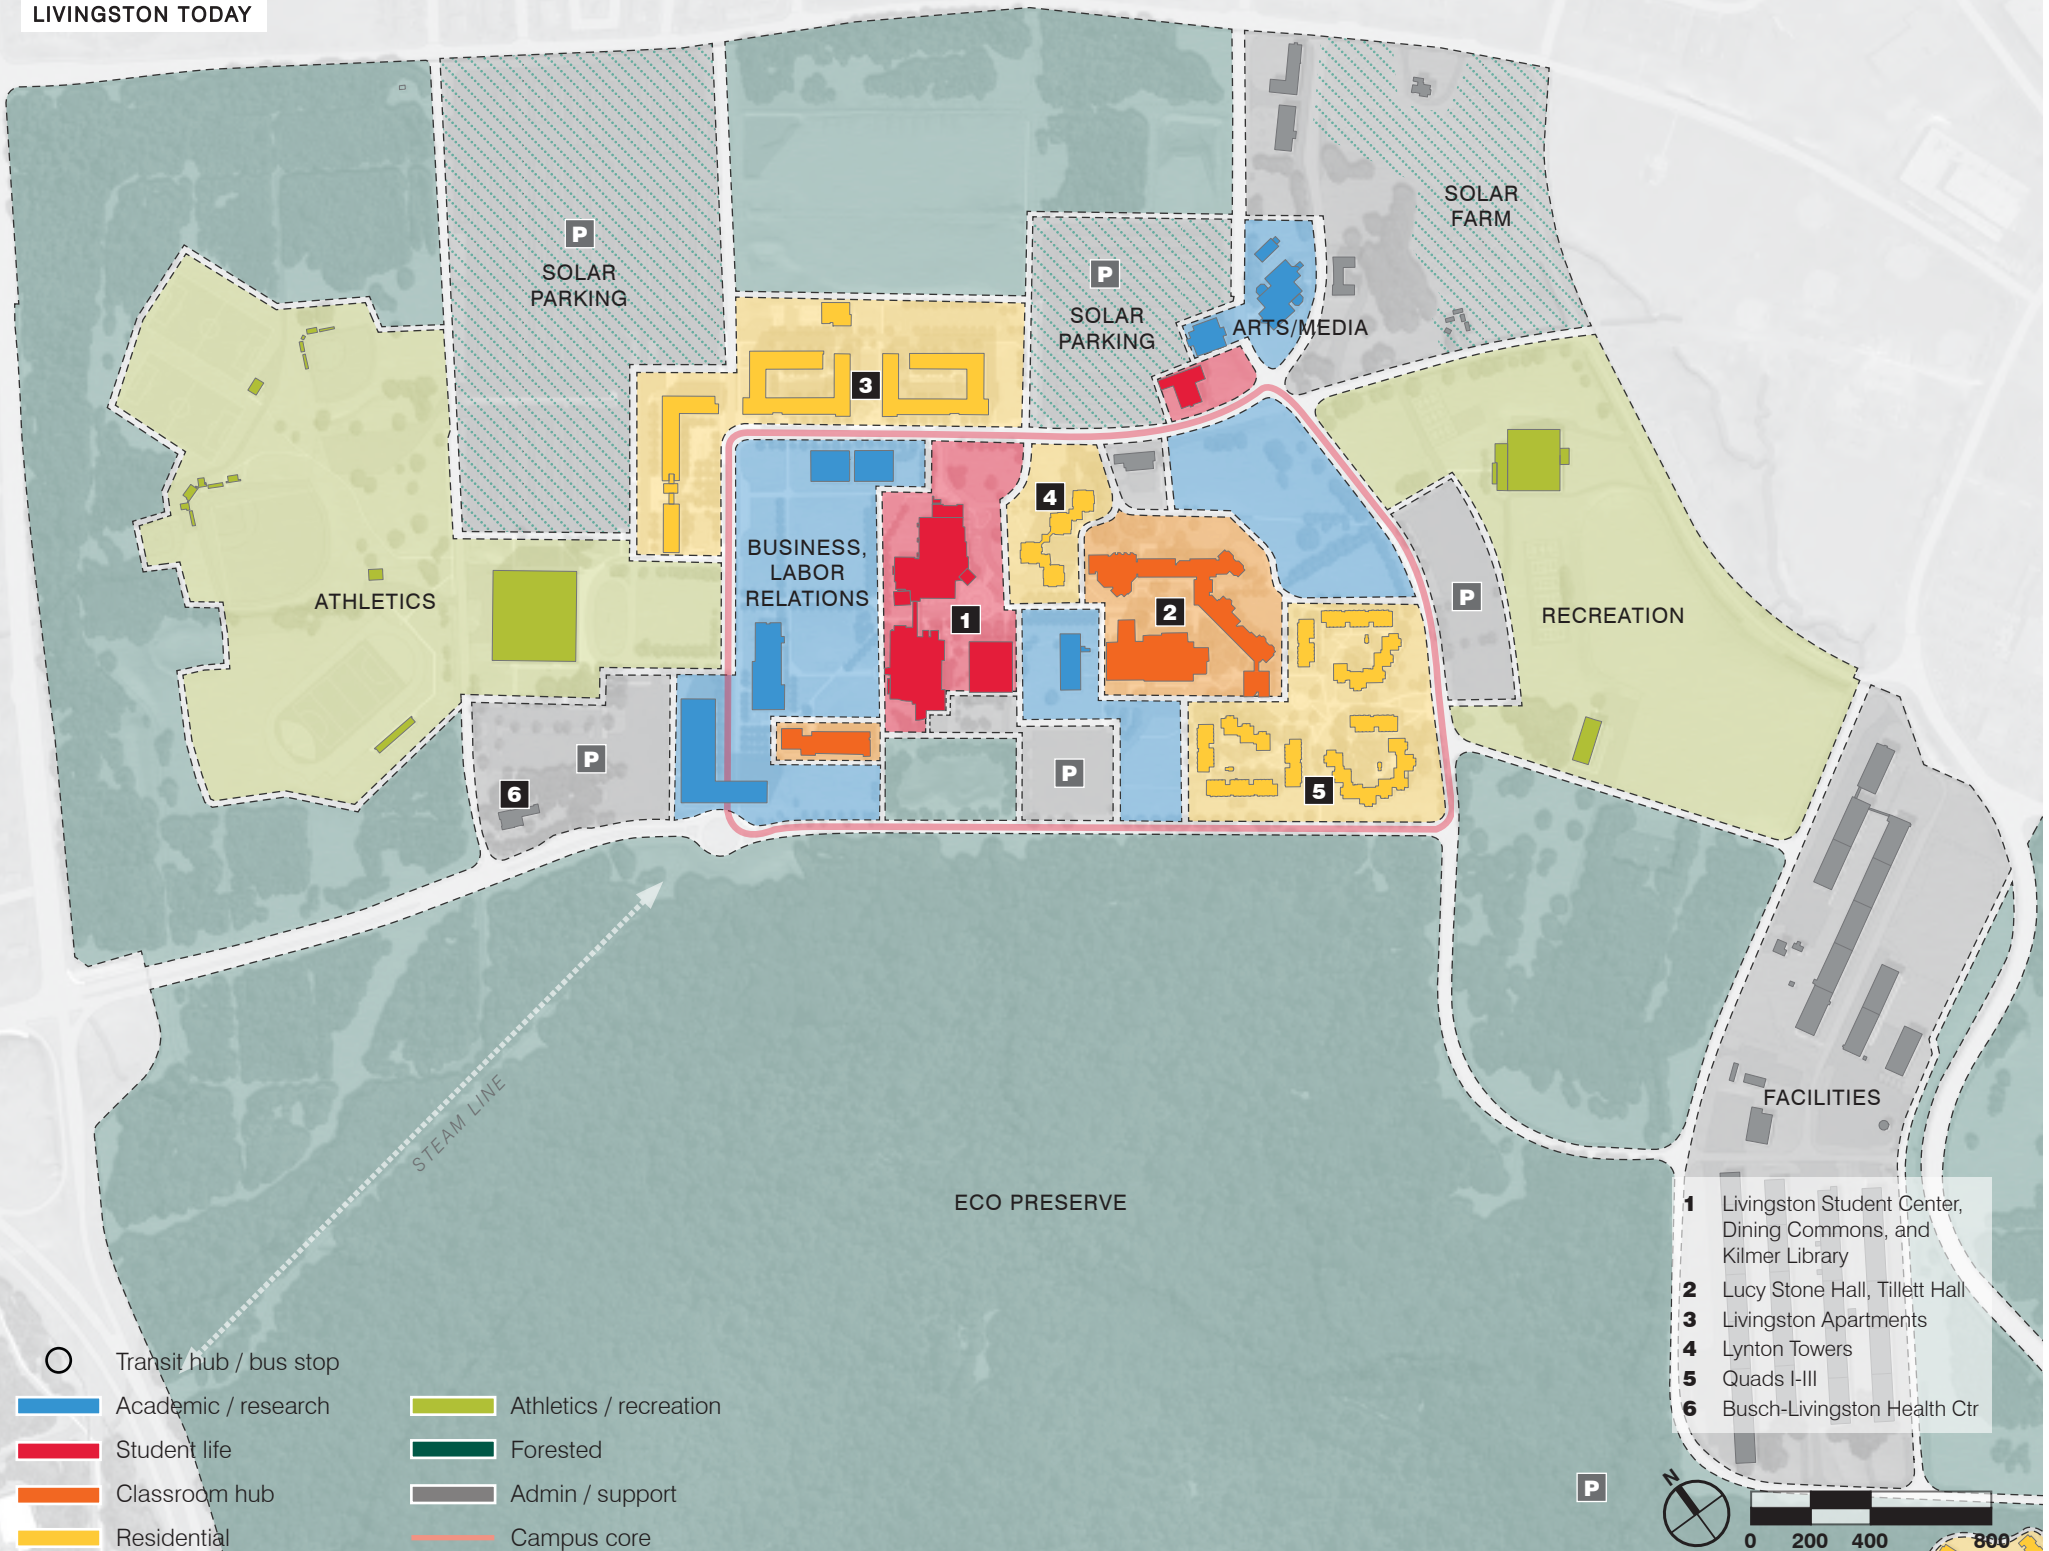 LIVINGSTON TODAY
P
SOLAR
PARKING
P
SOLAR
PARKING
SOLAR
FARM
ARTS/MEDIA
3
4
BUSINESS,
LABOR
RELATIONS
1
2
P
RECREATION
ATHLETICS
P
6
P
5
STEAM LINE
FACILITIES
ECO PRESERVE
1 Livingston Student Center,
Dining Commons, and
Kilmer Library
2 Lucy Stone Hall, Tillett Hall
3 Livingston Apartments
4 Lynton Towers
5 Quads I-III
6 Busch-Livingston Health Ctr
Transit hub / bus stop
Academic / research
Student life
Classroom hub
Residential
Athletics / recreation
Forested
Admin / support
Campus core
P
N
0 200 400 800